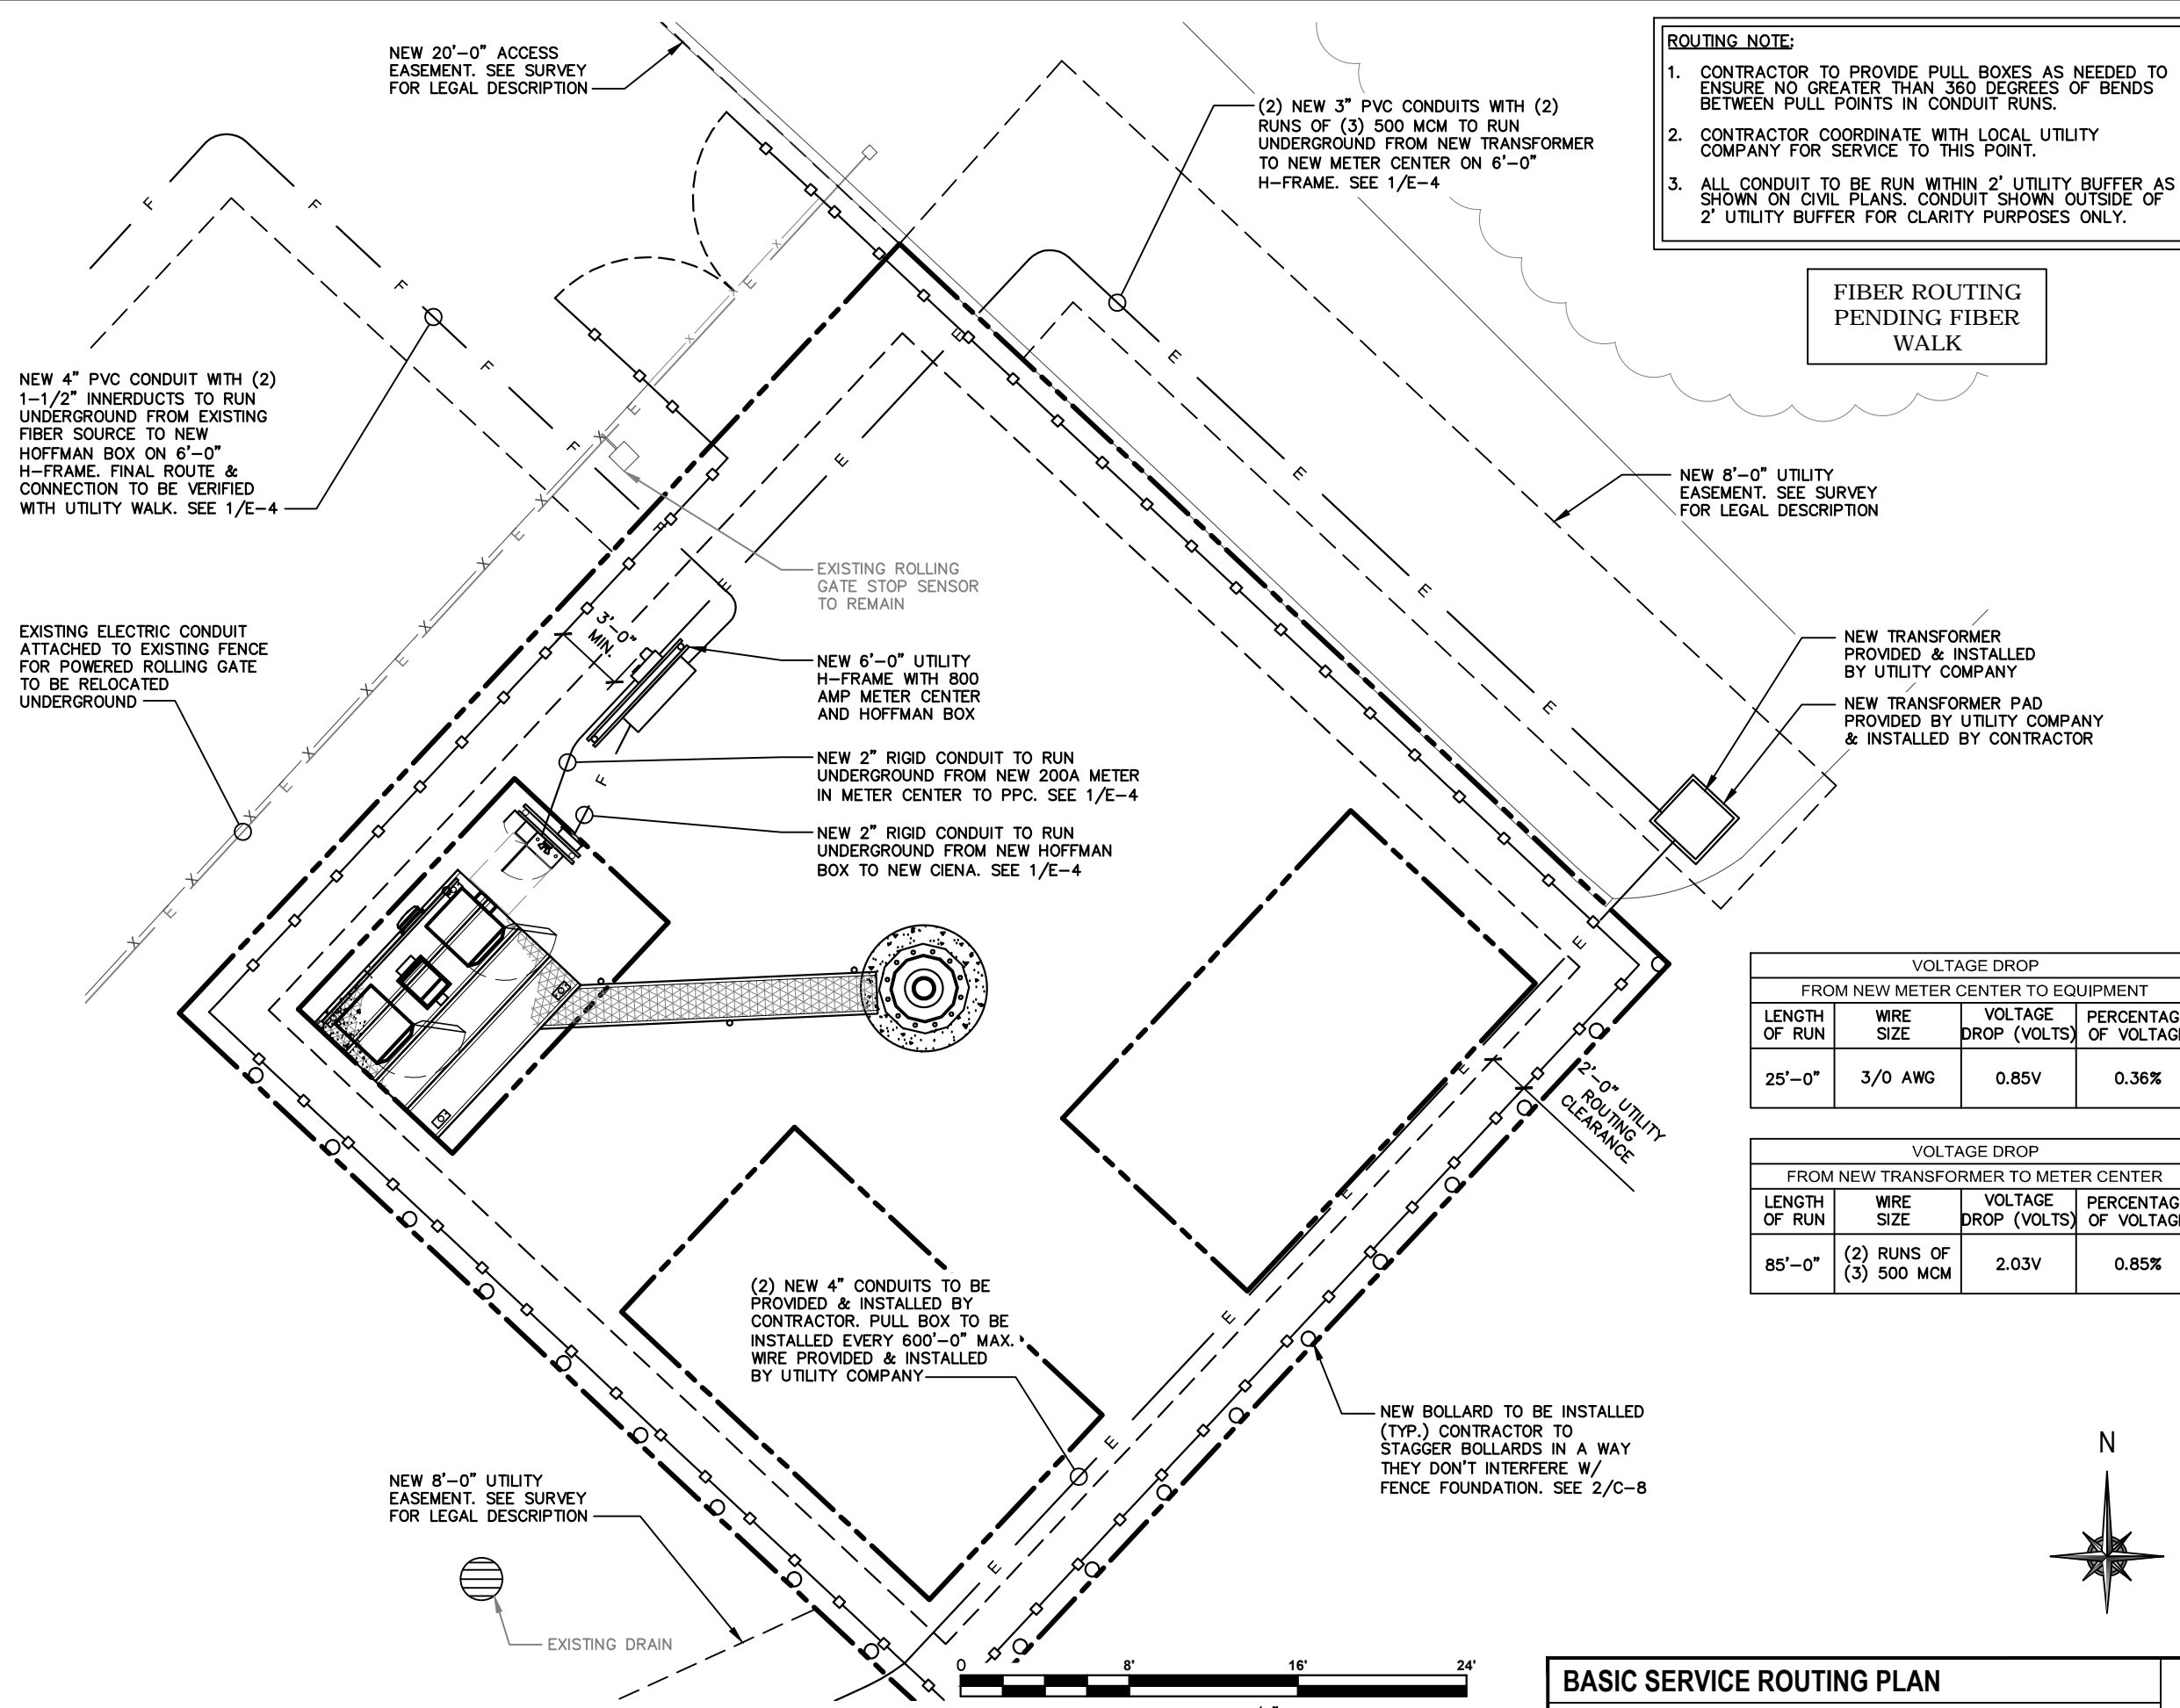 NEW 20'-0" ACCESS
EASEMENT. SEE SURVEY
FOR LEGAL DESCRIPTION
(2) NEW 3" PVC CONDUITS WITH (2)
RUNS OF (3) 500 MCM TO RUN
UNDERGROUND FROM NEW TRANSFORMER
TO NEW METER CENTER ON 6'-0"
H-FRAME. SEE 1/E-4
ROUTING NOTE:
1. CONTRACTOR TO PROVIDE PULL BOXES AS NEEDED TO
ENSURE NO GREATER THAN 360 DEGREES OF BENDS
BETWEEN PULL POINTS IN CONDUIT RUNS.
2. CONTRACTOR COORDINATE WITH LOCAL UTILITY
COMPANY FOR SERVICE TO THIS POINT.
3. ALL CONDUIT TO BE RUN WITHIN 2' UTILITY BUFFER AS
SHOWN ON CIVIL PLANS. CONDUIT SHOWN OUTSIDE OF
2' UTILITY BUFFER FOR CLARITY PURPOSES ONLY.
FIBER ROUTING
PENDING FIBER
WALK
NEW 4" PVC CONDUIT WITH (2)
1-1/2" INNERDUCTS TO RUN
UNDERGROUND FROM EXISTING
FIBER SOURCE TO NEW
HOFFMAN BOX ON 6'-0"
H-FRAME. FINAL ROUTE &
CONNECTION TO BE VERIFIED
WITH UTILITY WALK. SEE 1/E-4
NEW 8'-0" UTILITY
EASEMENT. SEE SURVEY
FOR LEGAL DESCRIPTION
EXISTING ROLLING
GATE STOP SENSOR
TO REMAIN
3'-0"
MIN.
EXISTING ELECTRIC CONDUIT
ATTACHED TO EXISTING FENCE
FOR POWERED ROLLING GATE
TO BE RELOCATED
UNDERGROUND
NEW 6'-0" UTILITY
H-FRAME WITH 800
AMP METER CENTER
AND HOFFMAN BOX
NEW TRANSFORMER
PROVIDED & INSTALLED
BY UTILITY COMPANY
NEW TRANSFORMER PAD
PROVIDED BY UTILITY COMPANY
& INSTALLED BY CONTRACTOR
NEW 2" RIGID CONDUIT TO RUN
UNDERGROUND FROM NEW 200A METER
IN METER CENTER TO PPC. SEE 1/E-4
NEW 2" RIGID CONDUIT TO RUN
UNDERGROUND FROM NEW HOFFMAN
BOX TO NEW CIENA. SEE 1/E-4
VOLTAGE DROP
FROM NEW METER CENTER TO EQUIPMENT
LENGTH OF RUN WIRE SIZE VOLTAGE DROP (VOLTS) PERCENTAG OF VOLTAG
25'-0" 3/0 AWG 0.85V 0.36%
2'-0" UTILITY
ROUTING
CLEARANCE
VOLTAGE DROP
FROM NEW TRANSFORMER TO METER CENTER
LENGTH OF RUN WIRE SIZE VOLTAGE DROP (VOLTS) PERCENTAG OF VOLTAG
85'-0" (2) RUNS OF (3) 500 MCM 2.03V 0.85%
(2) NEW 4" CONDUITS TO BE
PROVIDED & INSTALLED BY
CONTRACTOR. PULL BOX TO BE
INSTALLED EVERY 600'-0" MAX.
WIRE PROVIDED & INSTALLED
BY UTILITY COMPANY
NEW BOLLARD TO BE INSTALLED
(TYP.) CONTRACTOR TO
STAGGER BOLLARDS IN A WAY
THEY DON'T INTERFERE W/
FENCE FOUNDATION. SEE 2/C-8
NEW 8'-0" UTILITY
EASEMENT. SEE SURVEY
FOR LEGAL DESCRIPTION
EXISTING DRAIN
N
0 8' 16' 24'
BASIC SERVICE ROUTING PLAN